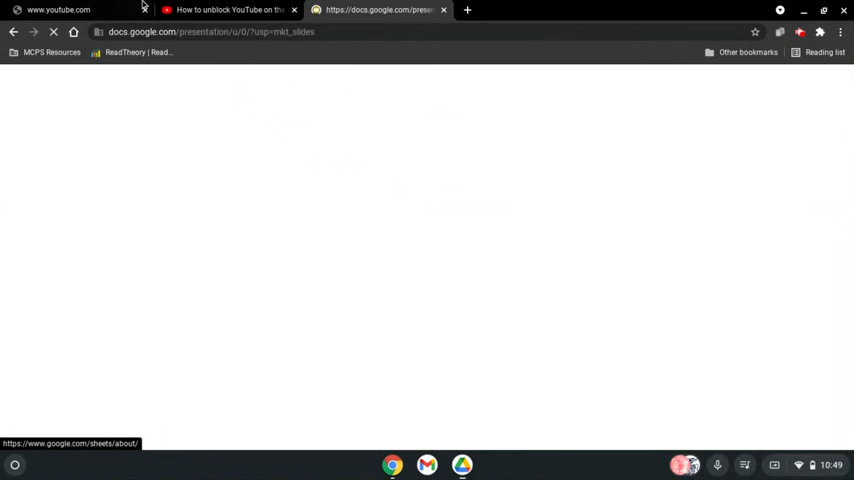 www.youtube.com
How to unblock YouTube on the
https://docs.google.com/prese
docs.google.com/presentation/u/0/?usp=mkt_slides
MCPS Resources
ReadTheory | Read...
Other bookmarks
Reading list
https://www.google.com/sheets/about/
10:49